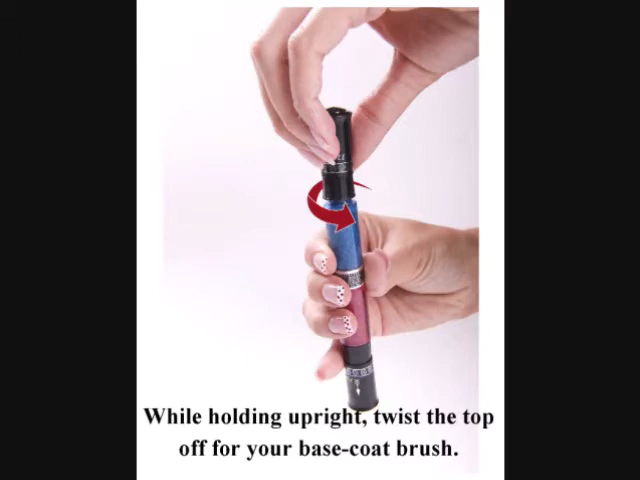 While holding upright, twist the top
off for your base-coat brush.